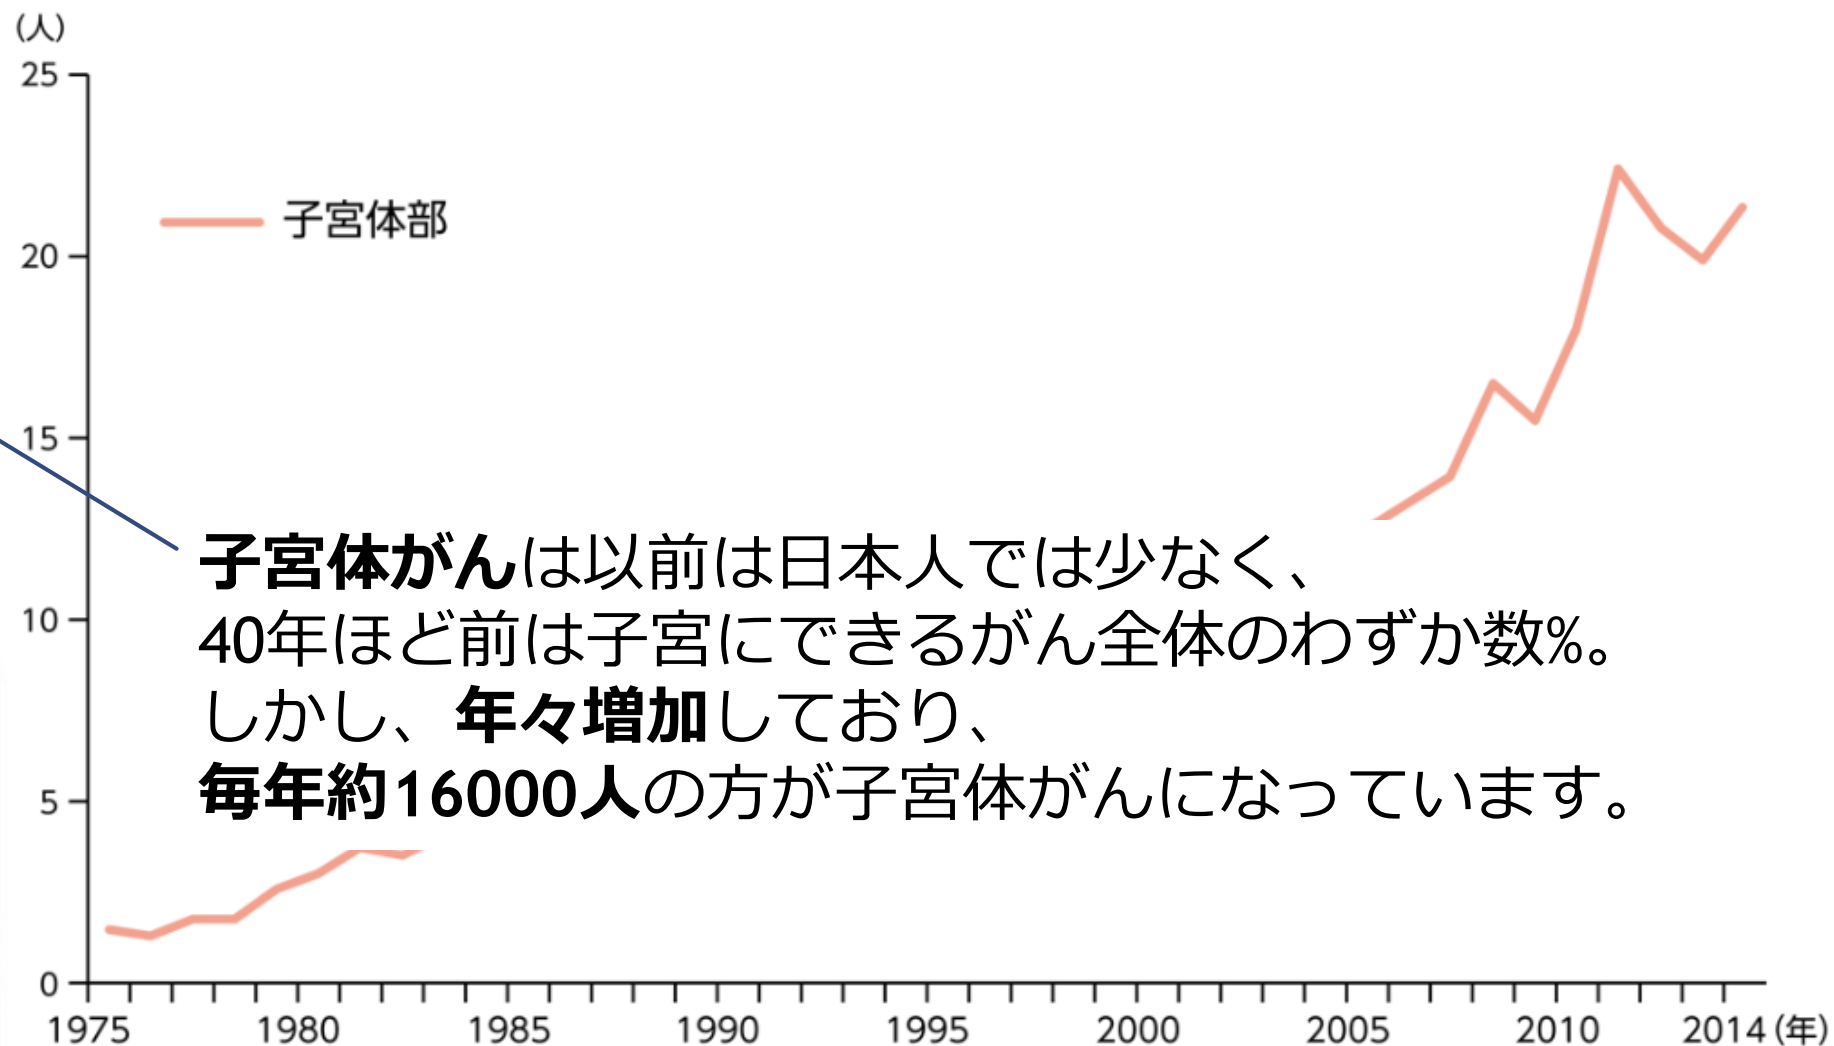 (人)
25
20
15
10
5
0
子宮体部
子宮体がんは以前は日本人では少なく、
40年ほど前は子宮にできるがん全体のわずか数%。
しかし、年々増加しており、
毎年約16000人の方が子宮体がんになっています。
1975 1980 1985 1990 1995 2000 2005 2010 2014 (年)